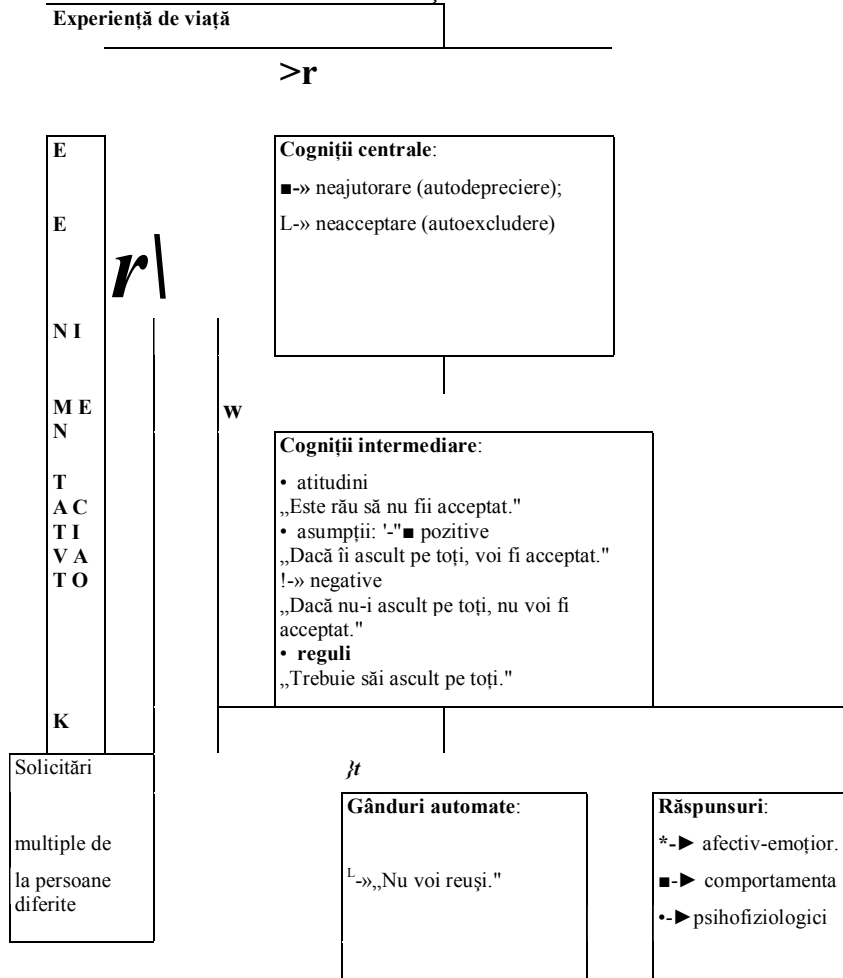 Experiență de viață
>r
E
E
r\
N I
M E
N
T
A C
T I
V A
T O
K
w
Cogniții centrale:
■-» neajutorare (autodepreciere);
L-» neacceptare (autoexcludere)
Cogniții intermediare:
• atitudini
„Este rău să nu fii acceptat."
• asumpții: '-"■ pozitive
„Dacă îi ascult pe toți, voi fi acceptat."
!-» negative
„Dacă nu-i ascult pe toți, nu voi fi
acceptat."
• reguli
„Trebuie săi ascult pe toți."
Solicitări
multiple de
la persoane
diferite
}t
Gânduri automate:
L-»„Nu voi reuși."
Răspunsuri:
*-► afectiv-emoțior.
■-► comportamenta
•-►psihofiziologici